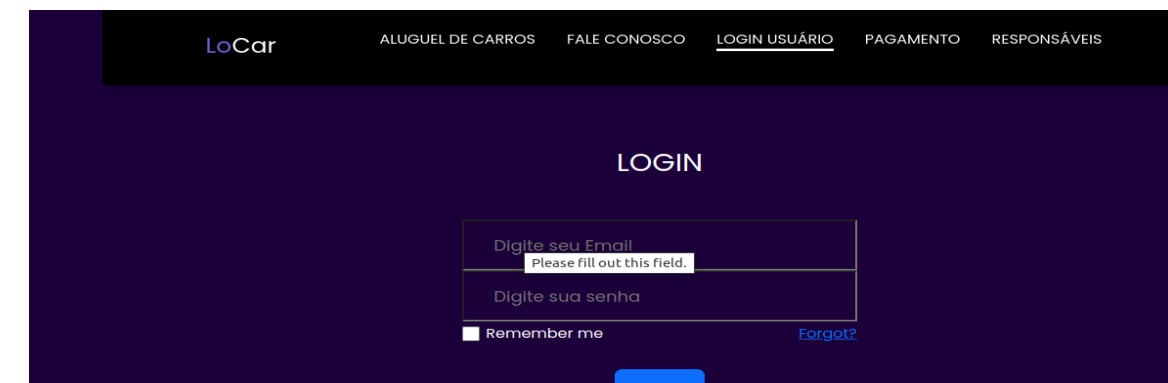 LoCar ALUGUEL DE CARROS FALE CONOSCO LOGIN USUÁRIO PAGAMENTO RESPONSÁVEIS
LOGIN
Digite seu Email
Please fill out this field.
Digite sua senha
Remember me Forgot?